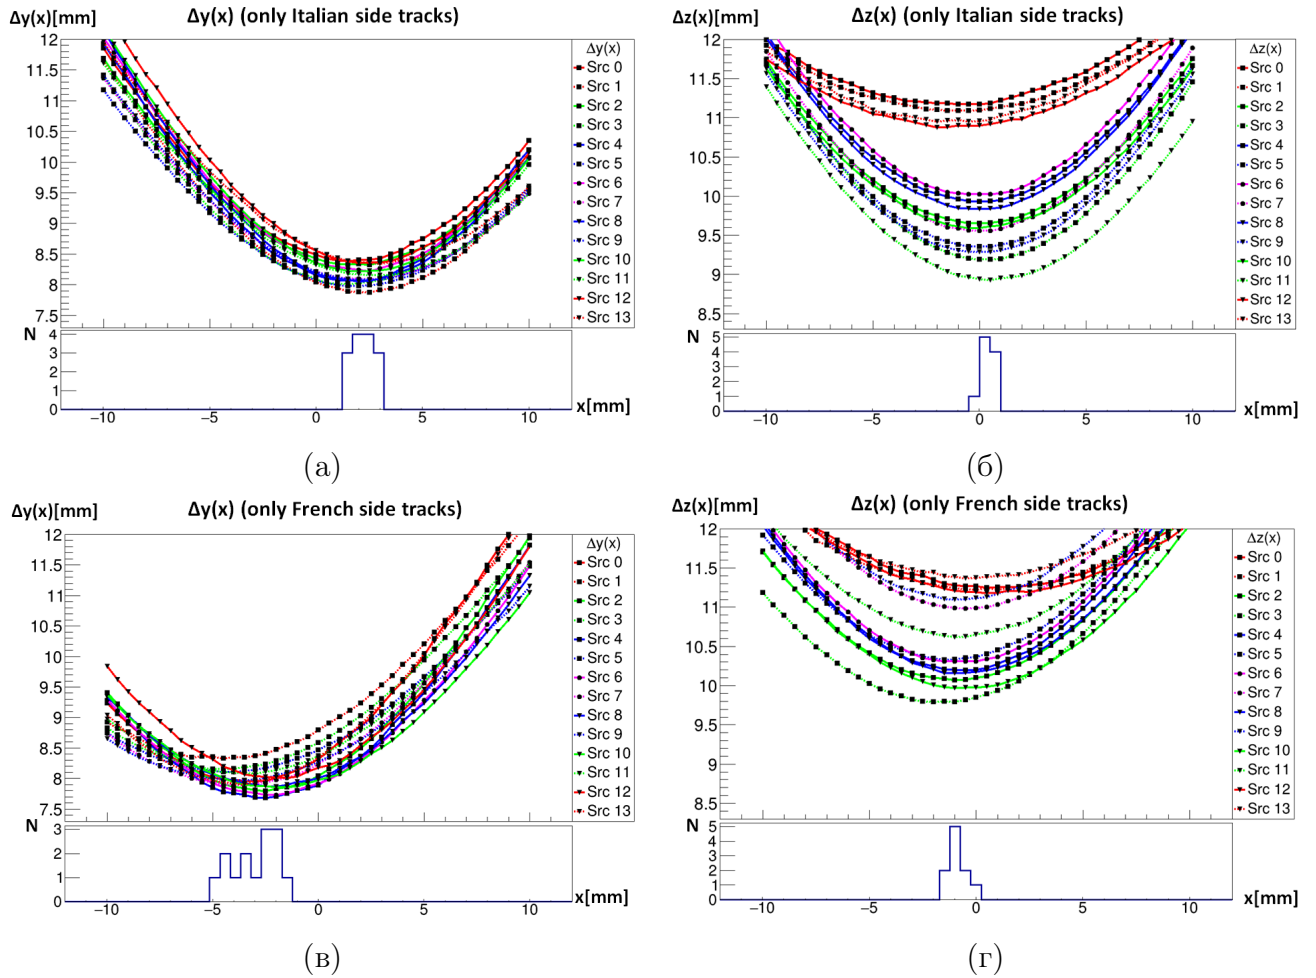 Δy(x)[mm] Δy(x) (only Italian side tracks)
12
11.5
11
10.5
10
9.5
9
8.5
8
7.5
Δy(x)
Src 0
Src 1
Src 2
Src 3
Src 4
Src 5
Src 6
Src 7
Src 8
Src 9
Src 10
Src 11
Src 12
Src 13
N
4
3
2
1
0
−10 −5 0 5 10 x[mm]
(а)
Δz(x)[mm] Δz(x) (only Italian side tracks)
12
11.5
11
10.5
10
9.5
9
8.5
Δz(x)
Src 0
Src 1
Src 2
Src 3
Src 4
Src 5
Src 6
Src 7
Src 8
Src 9
Src 10
Src 11
Src 12
Src 13
N
5
4
3
2
1
0
−10 −5 0 5 10 x[mm]
(б)
Δy(x)[mm] Δy(x) (only French side tracks)
12
11.5
11
10.5
10
9.5
9
8.5
8
7.5
Δy(x)
Src 0
Src 1
Src 2
Src 3
Src 4
Src 5
Src 6
Src 7
Src 8
Src 9
Src 10
Src 11
Src 12
Src 13
N
3
2
1
0
−10 −5 0 5 10 x[mm]
(в)
Δz(x)[mm] Δz(x) (only French side tracks)
12
11.5
11
10.5
10
9.5
9
8.5
Δz(x)
Src 0
Src 1
Src 2
Src 3
Src 4
Src 5
Src 6
Src 7
Src 8
Src 9
Src 10
Src 11
Src 12
Src 13
N
5
4
3
2
1
0
−10 −5 0 5 10 x[mm]
(г)